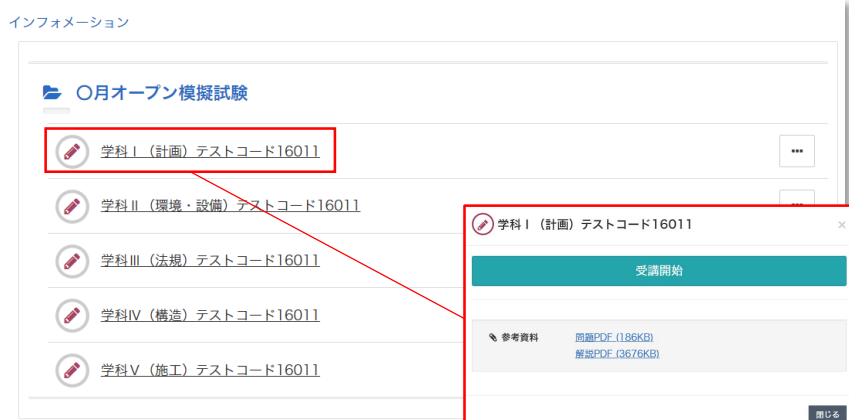 インフォメーション
〇月オープン模擬試験
学科Ⅰ（計画）テストコード16011
学科Ⅱ（環境・設備）テストコード16011
学科Ⅲ（法規）テストコード16011
学科Ⅳ（構造）テストコード16011
学科Ⅴ（施工）テストコード16011
学科Ⅰ（計画）テストコード16011
×
受講開始
参考資料 問題PDF (186KB)
解説PDF (3676KB)
閉じる